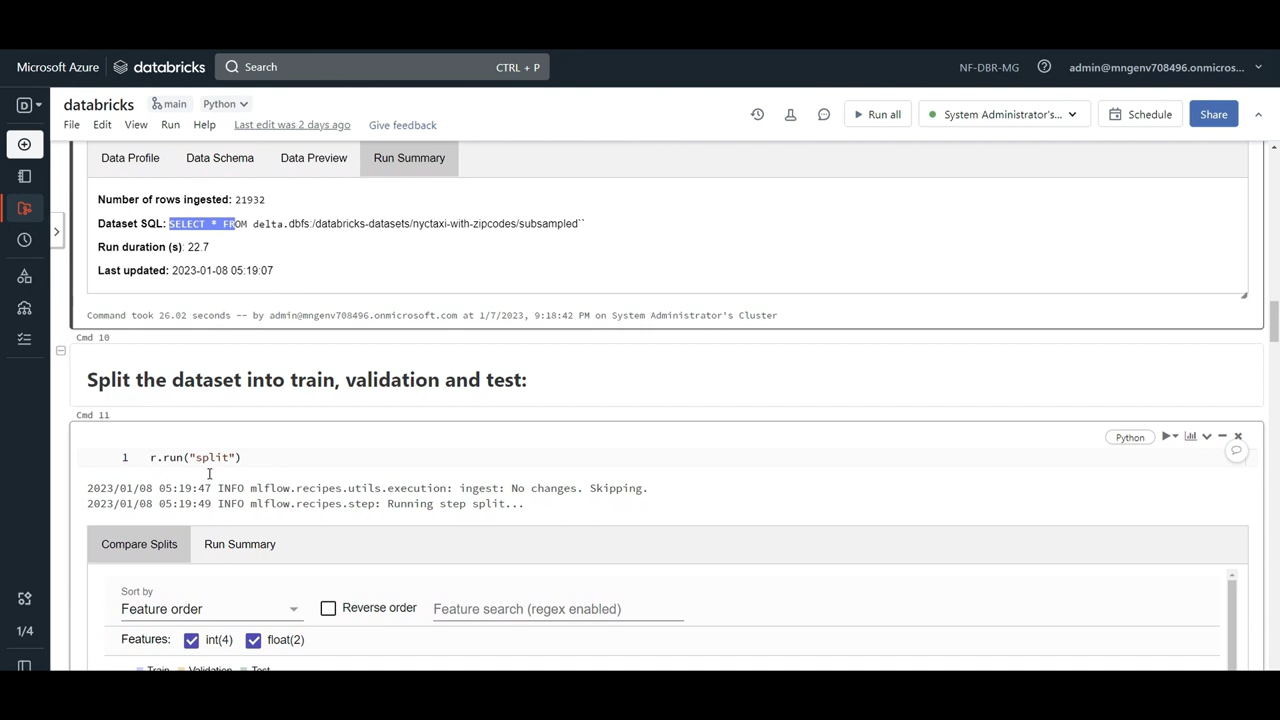 Microsoft Azure databricks Search CTRL + P NF-DBR-MG admin@mngenv708496.onmicros...
databricks main Python
File Edit View Run Help Last edit was 2 days ago Give feedback Run all System Administrator's... Schedule Share
Data Profile Data Schema Data Preview Run Summary
Number of rows ingested: 21932
Dataset SQL: SELECT * FROM delta.dbfs:/databricks-datasets/nyctaxi-with-zipcodes/subsampled``
Run duration (s): 22.7
Last updated: 2023-01-08 05:19:07
Command took 26.02 seconds -- by admin@mngenv708496.onmicrosoft.com at 1/7/2023, 9:18:42 PM on System Administrator's Cluster
Cmd 10
Split the dataset into train, validation and test:
Cmd 11
Python
1 r.run("split")
2023/01/08 05:19:47 INFO mlflow.recipes.utils.execution: ingest: No changes. Skipping.
2023/01/08 05:19:49 INFO mlflow.recipes.step: Running step split...
Compare Splits Run Summary
Sort by
Feature order Reverse order Feature search (regex enabled)
Features: int(4) float(2)
1/4
Train Validation Test